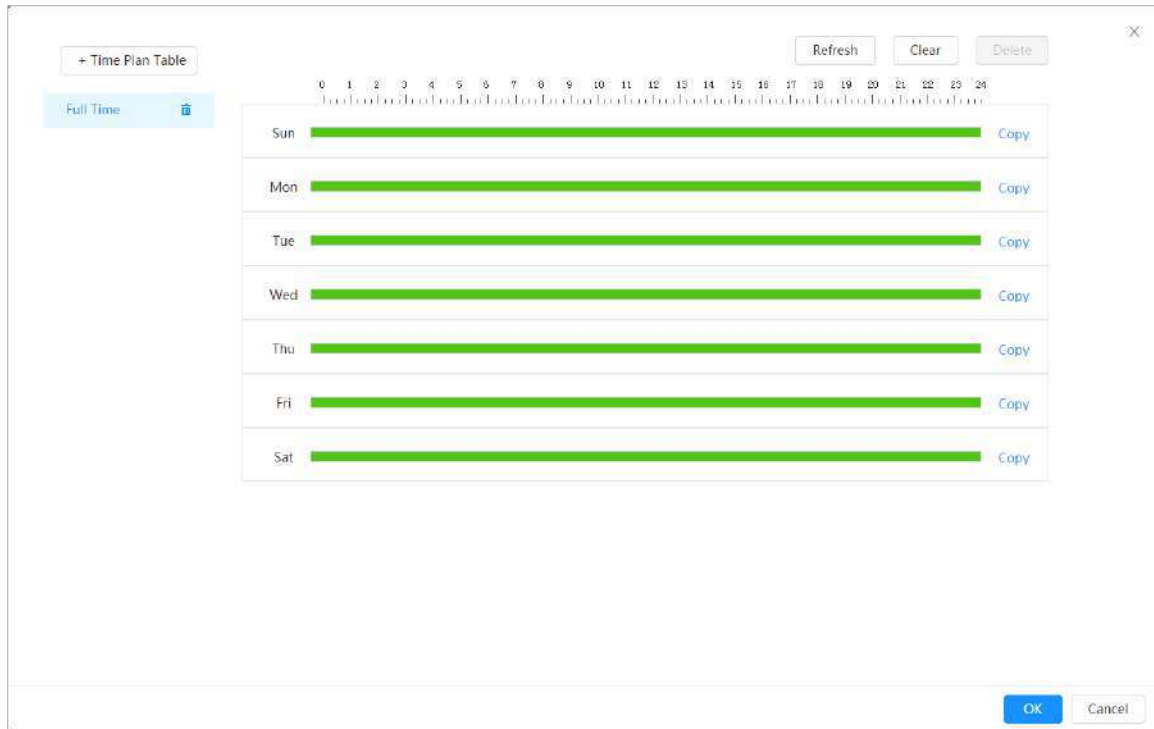 + Time Plan Table
Refresh Clear Delete
Full Time
0 1 2 3 4 5 6 7 8 9 10 11 12 13 14 15 16 17 18 19 20 21 22 23 24
Sun Copy
Mon Copy
Tue Copy
Wed Copy
Thu Copy
Fri Copy
Sat Copy
OK Cancel